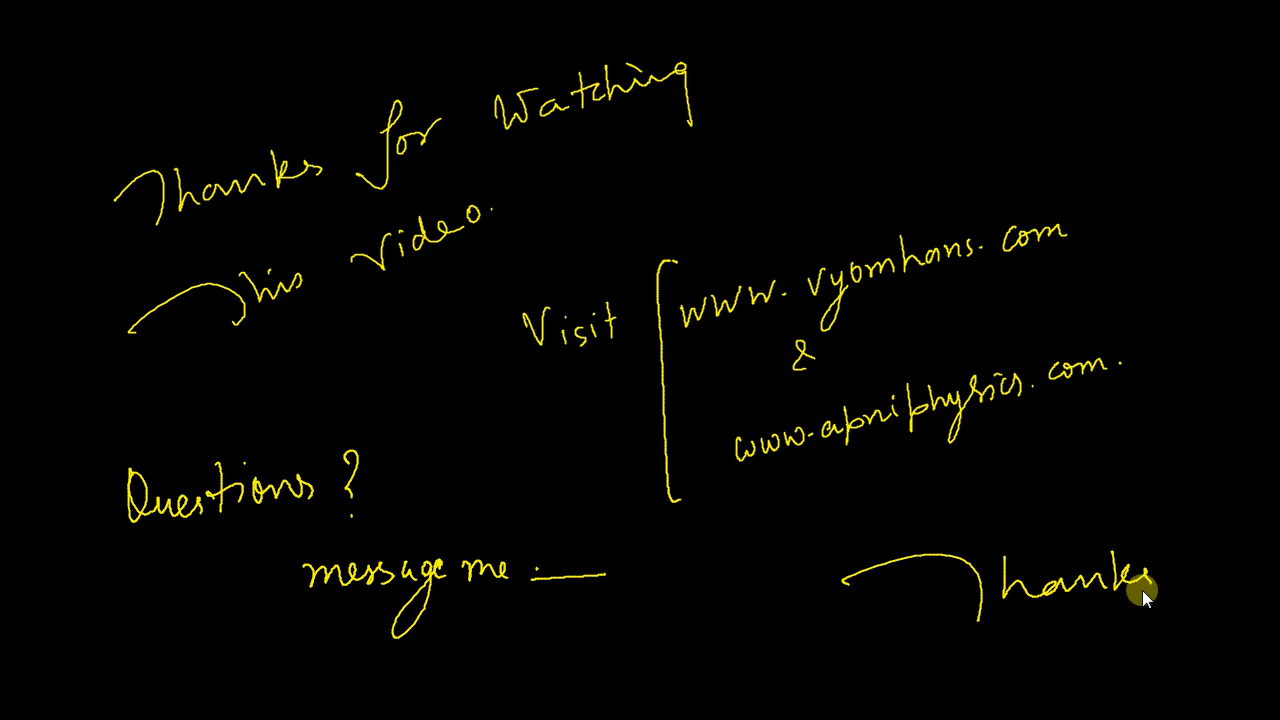 Thanks for Watching
This video.
Visit [ www.vyomhans.com
&
www.apniphysics.com.
Questions ?
message me .—
Thanks